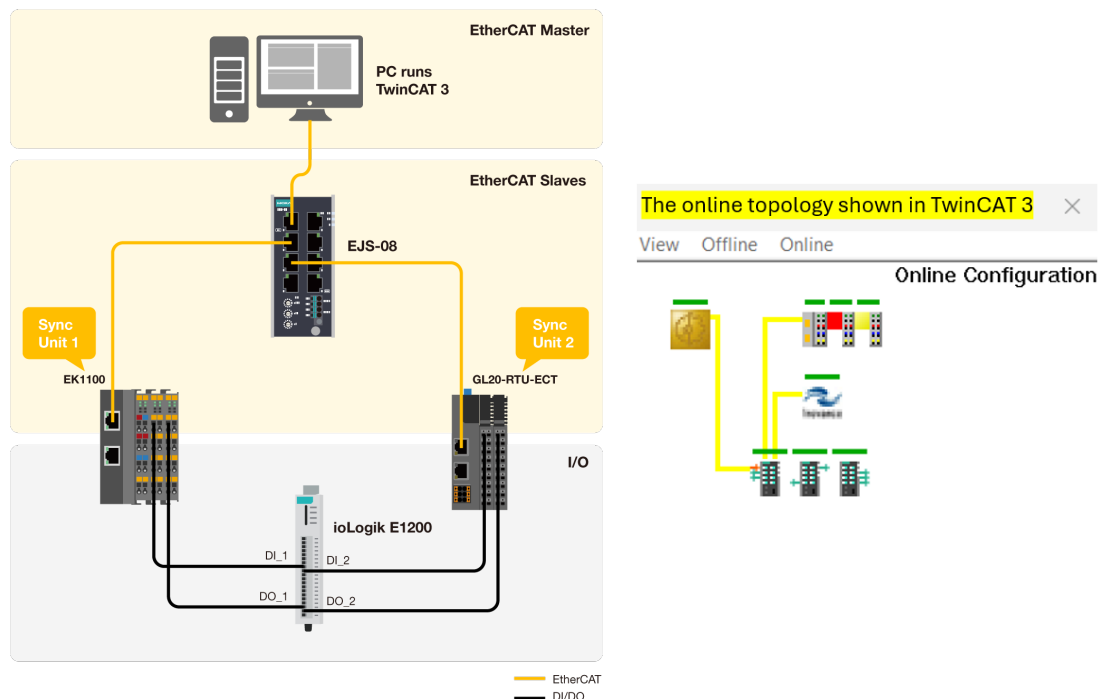 EtherCAT Master
PC runs
TwinCAT 3
EtherCAT Slaves
EJS-08
Sync
Unit 1
Sync
Unit 2
EK1100
GL20-RTU-ECT
I/O
ioLogik E1200
DI_1
DI_2
DO_1
DO_2
EtherCAT
DI/DO
The online topology shown in TwinCAT 3
View Offline Online
Online Configuration